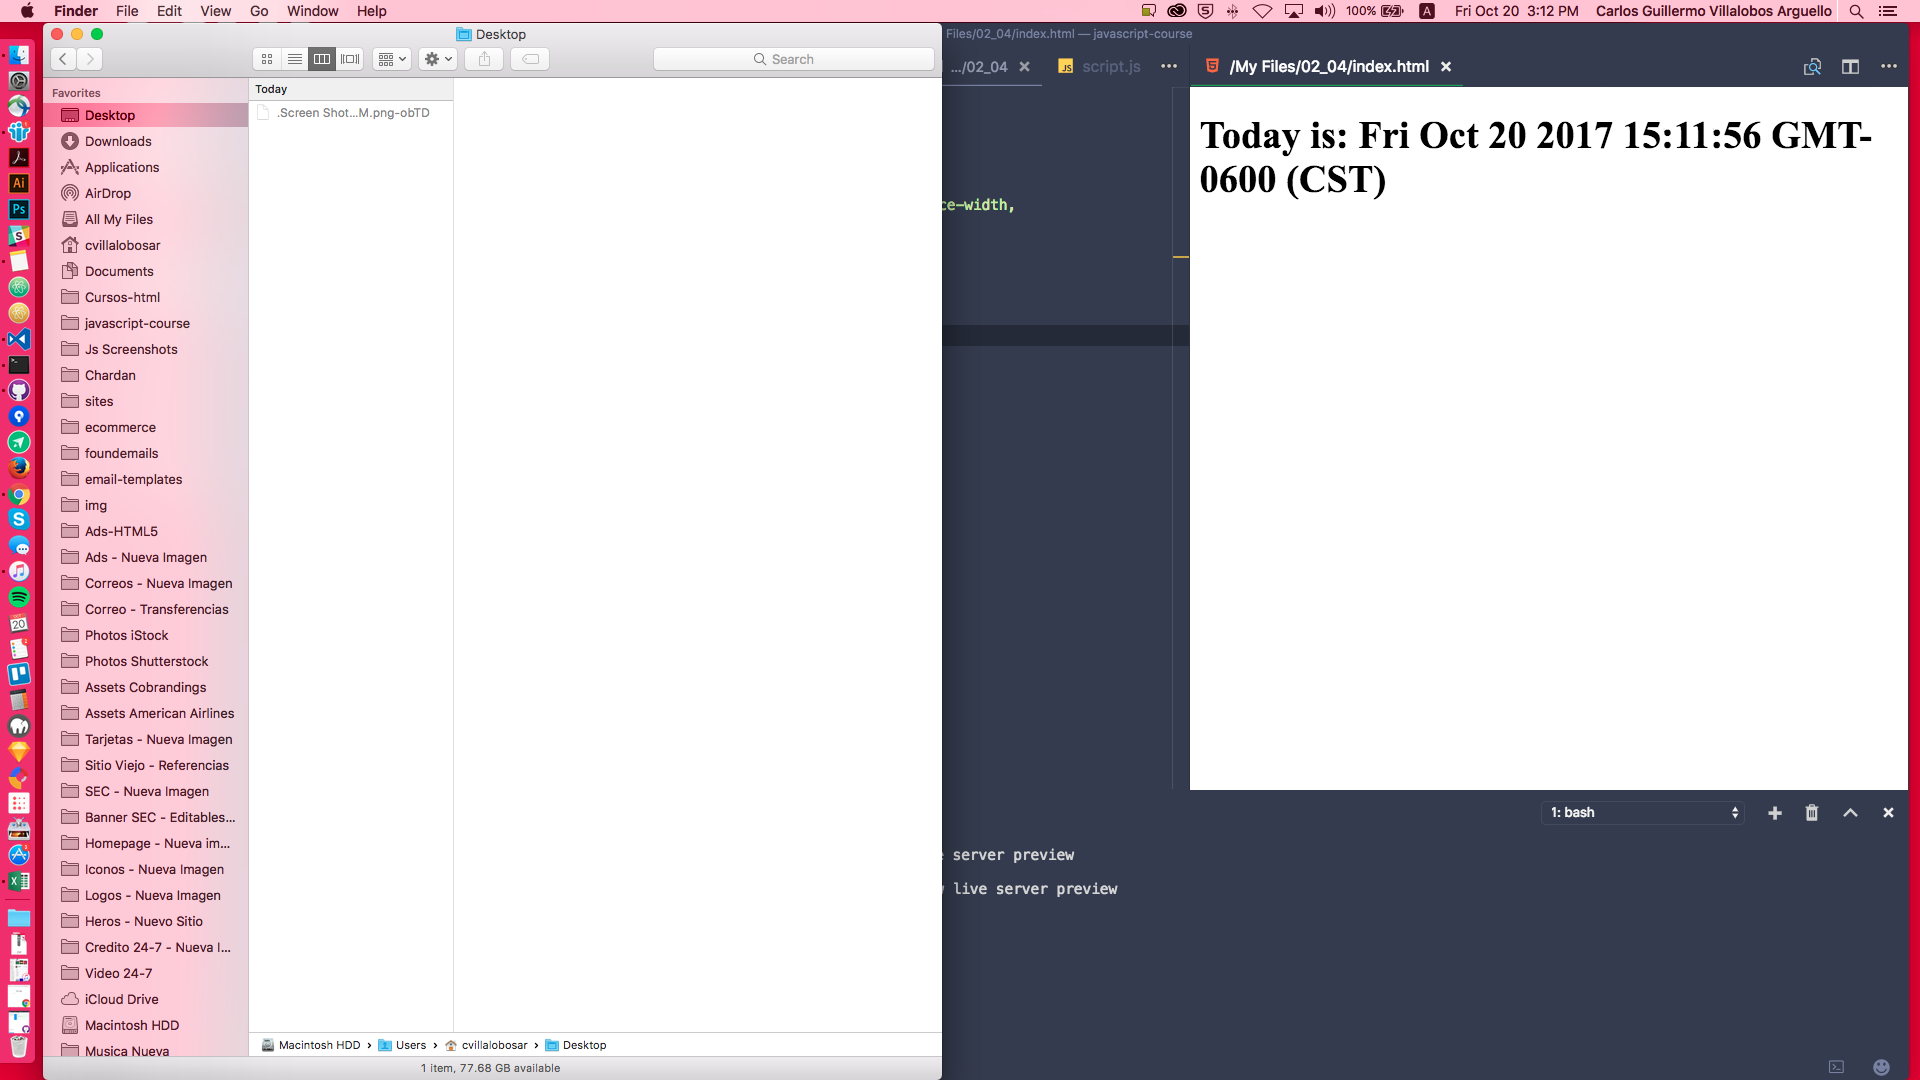 Finder File Edit View Go Window Help
100% Fri Oct 20 3:12 PM Carlos Guillermo Villalobos Arguello
Desktop
Search
Favorites
Desktop
Downloads
Applications
AirDrop
All My Files
cvillalobosar
Documents
Cursos-html
javascript-course
Js Screenshots
Chardan
sites
ecommerce
foundemails
email-templates
img
Ads-HTML5
Ads - Nueva Imagen
Correos - Nueva Imagen
Correo - Transferencias
Photos iStock
Photos Shutterstock
Assets Cobrandings
Assets American Airlines
Tarjetas - Nueva Imagen
Sitio Viejo - Referencias
SEC - Nueva Imagen
Banner SEC - Editables...
Homepage - Nueva im...
Iconos - Nueva Imagen
Logos - Nueva Imagen
Heros - Nuevo Sitio
Credito 24-7 - Nueva I...
Video 24-7
iCloud Drive
Macintosh HDD
Musica Nueva
Today
.Screen Shot...M.png-obTD
Macintosh HDD › Users › cvillalobosar › Desktop
1 item, 77.68 GB available
Files/02_04/index.html — javascript-course
.../02_04 script.js
/My Files/02_04/index.html
ce-width,
Today is: Fri Oct 20 2017 15:11:56 GMT-
0600 (CST)
1: bash
server preview
live server preview